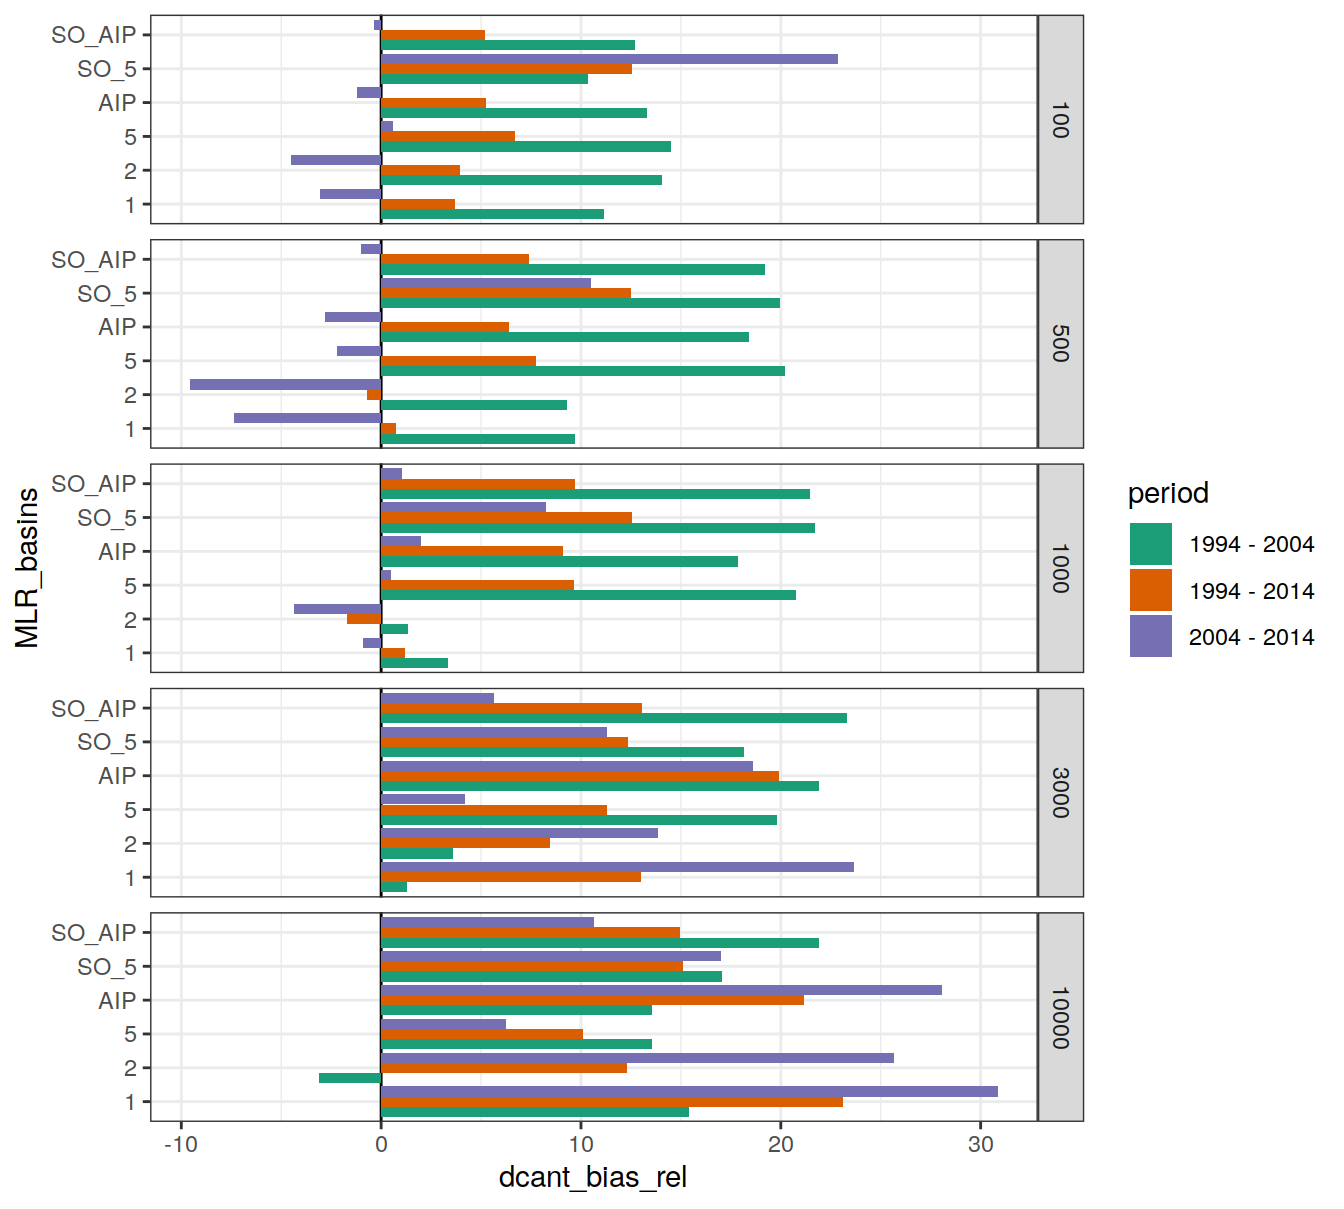 SO_AIP
SO_5
AIP
5
2
1
100
SO_AIP
SO_5
AIP
5
2
1
500
SO_AIP
SO_5
AIP
5
2
1
1000
SO_AIP
SO_5
AIP
5
2
1
3000
SO_AIP
SO_5
AIP
5
2
1
10000
-10 0 10 20 30
dcant_bias_rel
MLR_basins
period
1994 - 2004
1994 - 2014
2004 - 2014